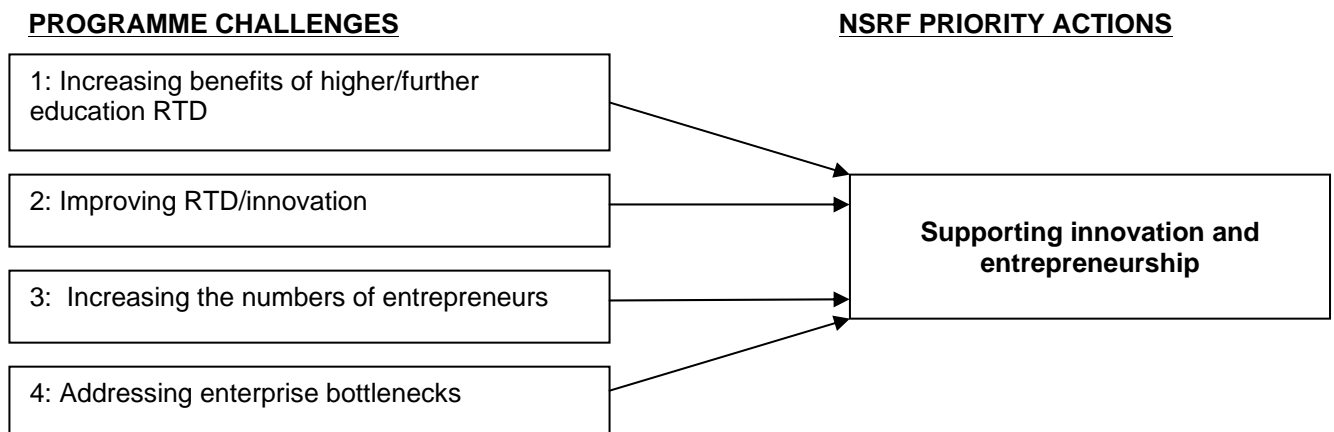 PROGRAMME CHALLENGES
NSRF PRIORITY ACTIONS
1: Increasing benefits of higher/further
education RTD
2: Improving RTD/innovation
3:  Increasing the numbers of entrepreneurs
4: Addressing enterprise bottlenecks
Supporting innovation and
entrepreneurship